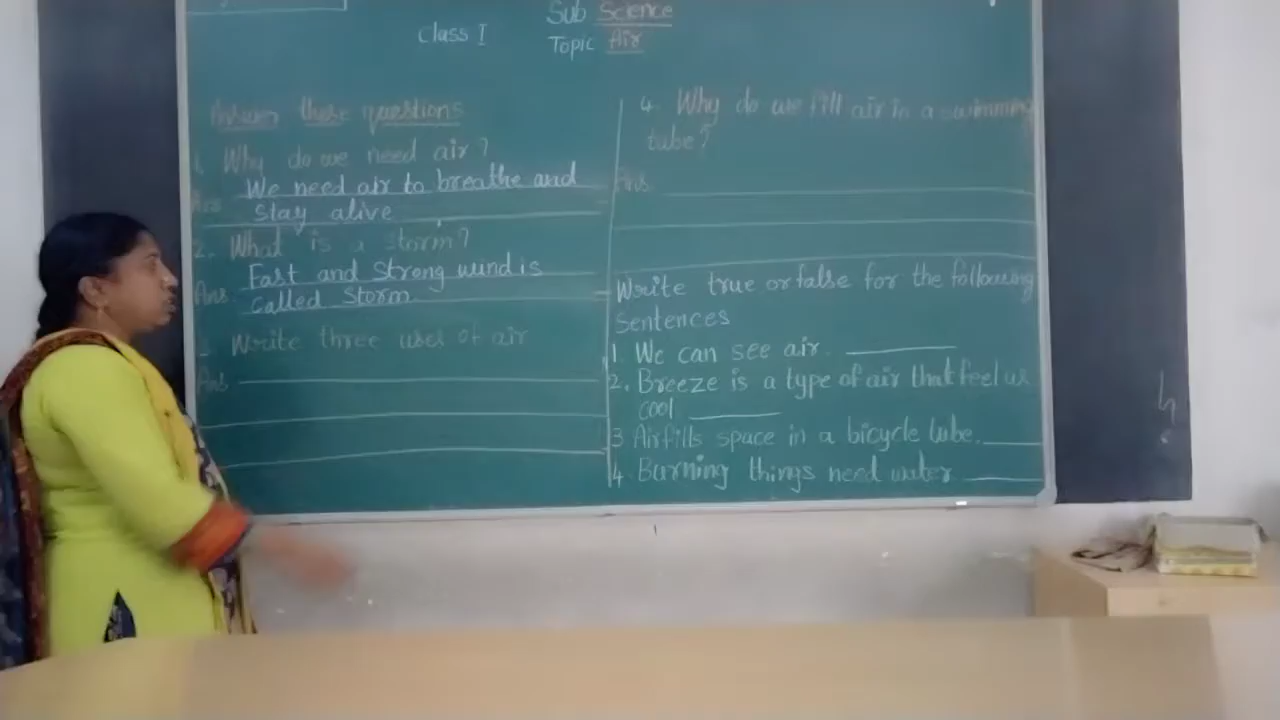 Sub Science
Class I
Topic Air
Answer these questions
1. Why do we need air?
Ans We need air to breathe and
stay alive
2. What is a storm?
Ans. Fast and strong wind is
called Storm
Write three uses of air
Ans
4. Why do we fill air in a swimming
tube?
Ans
Write true or false for the following
Sentences
1. We can see air.
2. Breeze is a type of air that feel us
cool
3 Air fills space in a bicycle tube.
4. Burning things need water